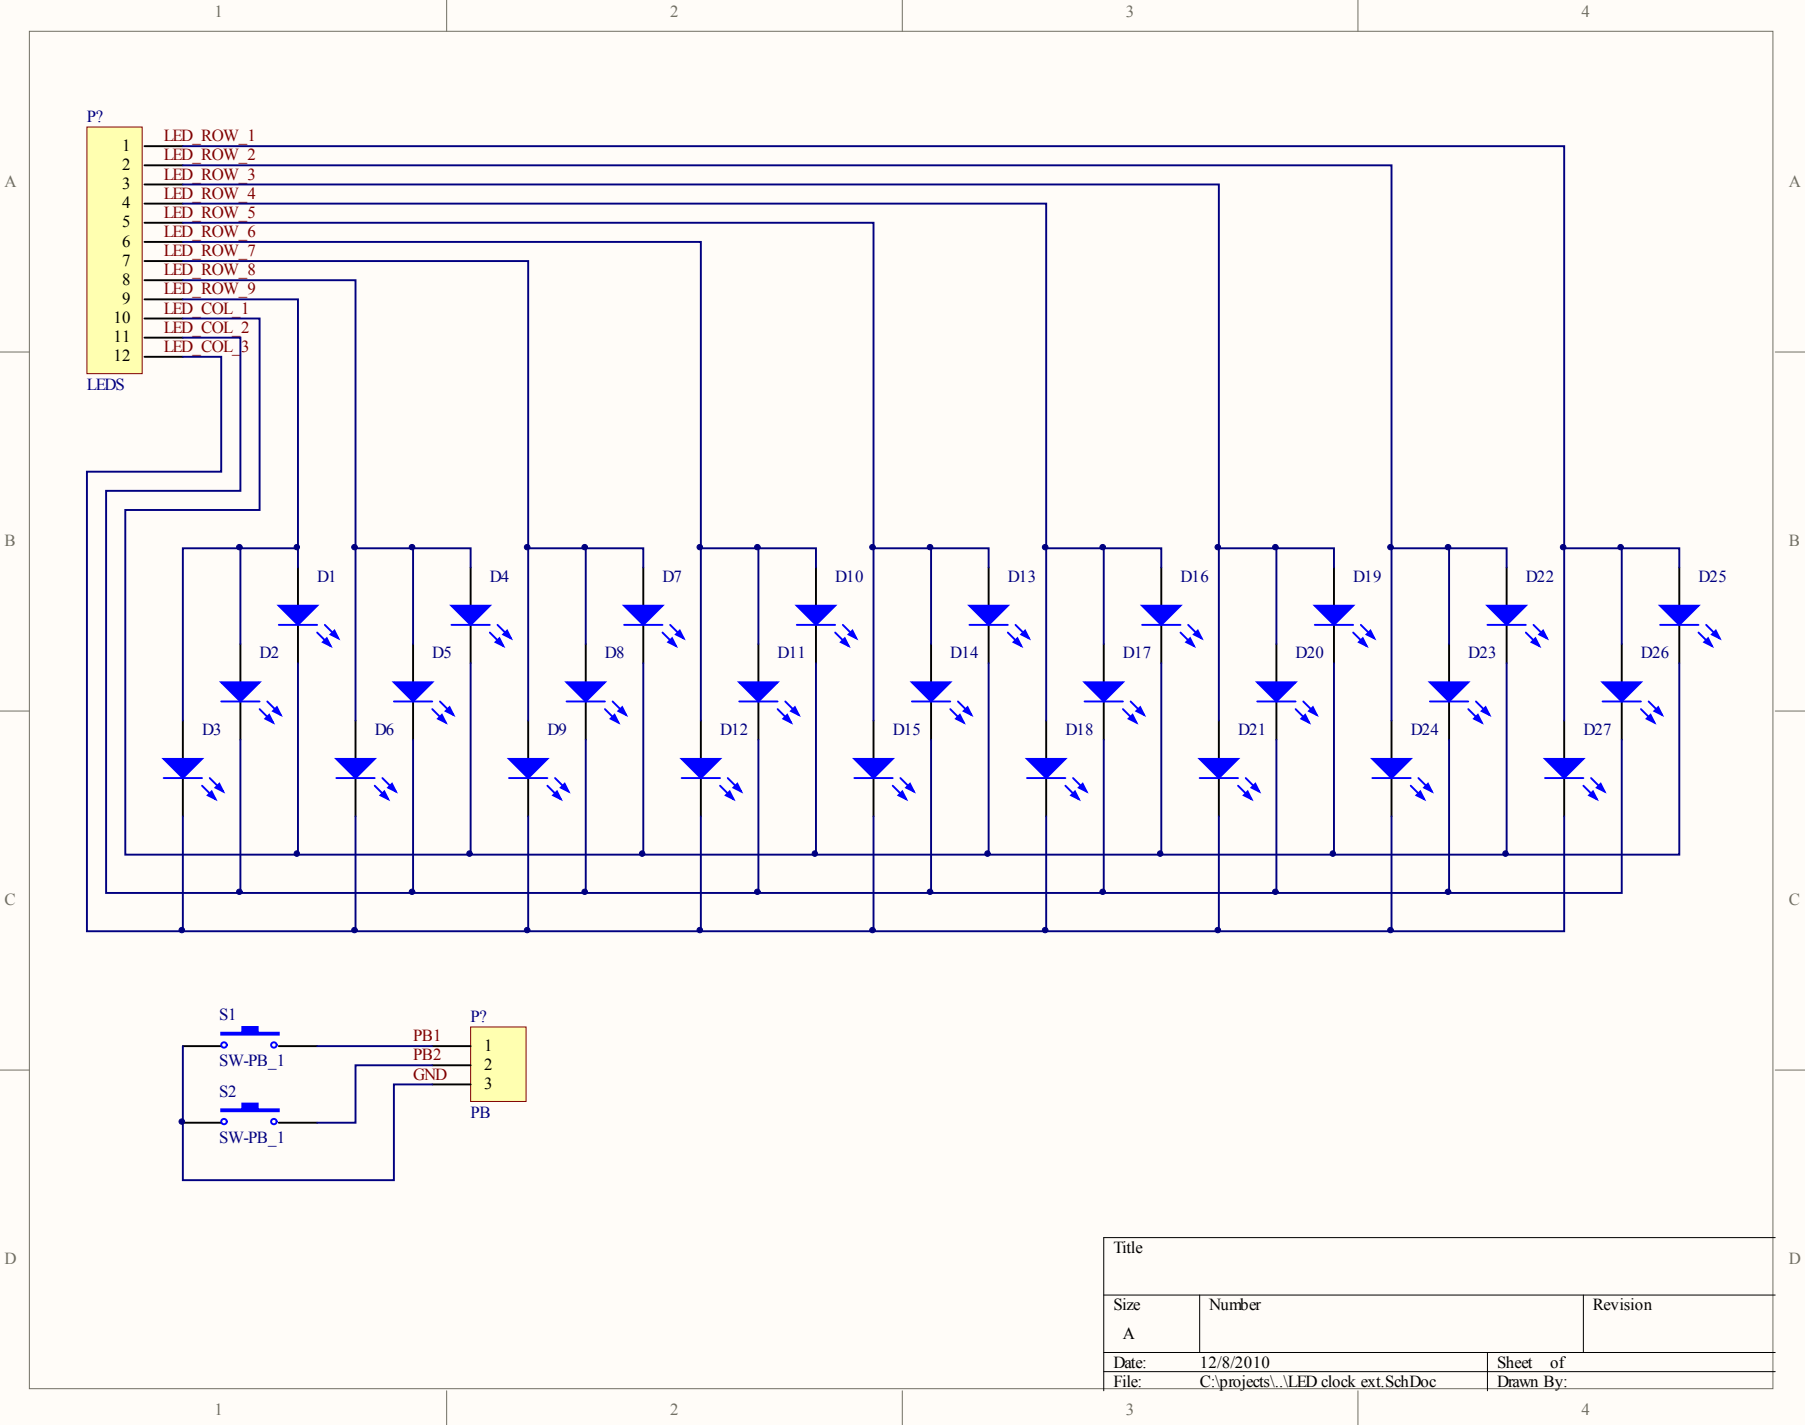 1 2 3 4
A A
B B
C C
D D
P?
1 LED_ROW_1
2 LED_ROW_2
3 LED_ROW_3
4 LED_ROW_4
5 LED_ROW_5
6 LED_ROW_6
7 LED_ROW_7
8 LED_ROW_8
9 LED_ROW_9
10 LED_COL_1
11 LED_COL_2
12 LED_COL_3
LEDS
D1 D4 D7 D10 D13 D16 D19 D22 D25
D2 D5 D8 D11 D14 D17 D20 D23 D26
D3 D6 D9 D12 D15 D18 D21 D24 D27
S1
SW-PB_1
S2
SW-PB_1
P?
PB1 1
PB2 2
GND 3
PB
Title
Size Number Revision
A
Date: 12/8/2010 Sheet of
File: C:\projects\..\LED clock ext.SchDoc Drawn By:
1 2 3 4